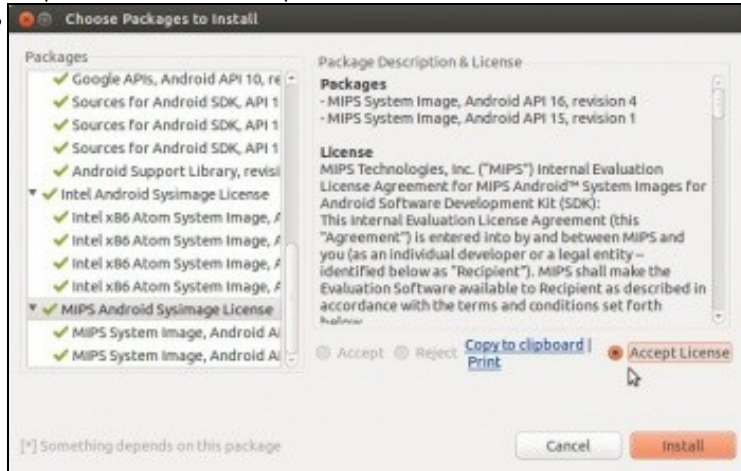 Choose Packages to Install
Packages
Google APIs, Android API 10, re
Sources for Android SDK, API 1
Sources for Android SDK, API 1
Sources for Android SDK, API 1
Android Support Library, revisi
Intel Android Sysimage License
Intel x86 Atom System Image, A
Intel x86 Atom System Image, A
Intel x86 Atom System Image, A
Intel x86 Atom System Image, A
MIPS Android Sysimage License
MIPS System Image, Android A
MIPS System Image, Android A
Package Description & License
Packages
- MIPS System Image, Android API 16, revision 4
- MIPS System Image, Android API 15, revision 1
License
MIPS Technologies, Inc. ("MIPS") Internal Evaluation
License Agreement for MIPS Android™ System Images for
Android Software Development Kit (SDK):
This Internal Evaluation License Agreement (this
"Agreement") is entered into by and between MIPS and
you (as an individual developer or a legal entity –
identified below as "Recipient"). MIPS shall make the
Evaluation Software available to Recipient as described in
accordance with the terms and conditions set forth
below
Accept Reject Copy to clipboard | Print Accept License
[*] Something depends on this package
Cancel Install